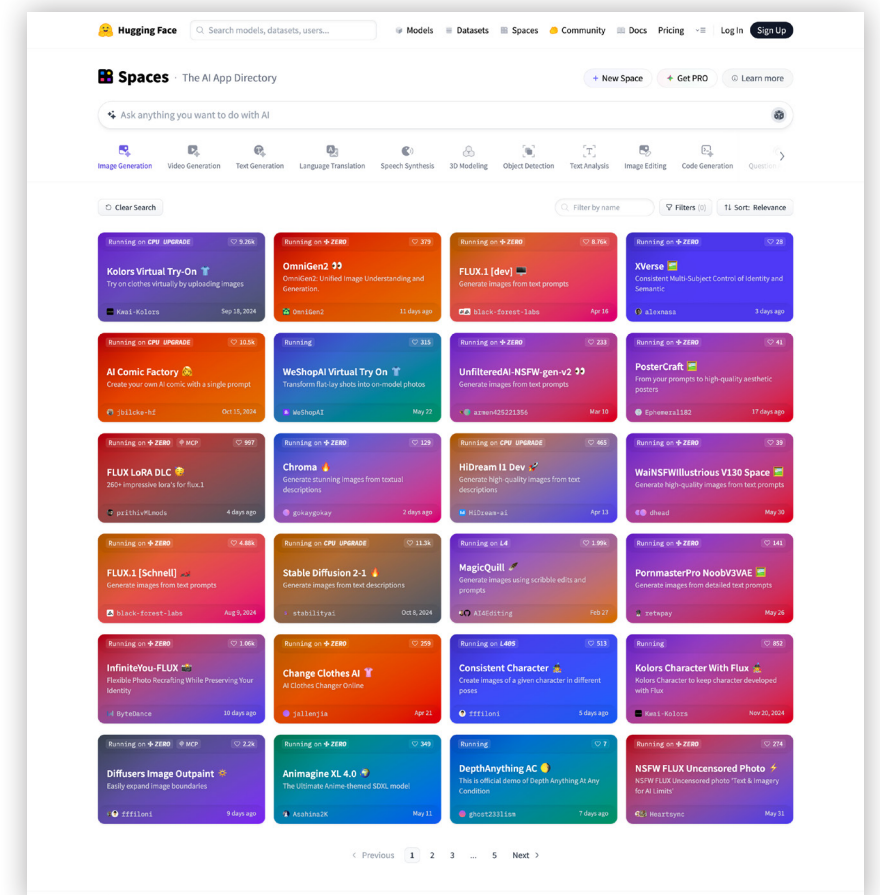 Hugging Face Search models, datasets, users... Models Datasets Spaces Community Docs Pricing Log In Sign Up
Spaces · The AI App Directory + New Space Get PRO Learn more
Ask anything you want to do with AI
Image Generation Video Generation Text Generation Language Translation Speech Synthesis 3D Modeling Object Detection Text Analysis Image Editing Code Generation
Clear Search Filter by name Filters (0) Sort: Relevance
Running on CPU UPGRADE 9.26k
Kolors Virtual Try-On
Try on clothes virtually by uploading images
Kwai-Kolors Sep 18, 2024
Running on ZERO 379
OmniGen2
OmniGen2: Unified Image Understanding and
Generation.
OmniGen2 11 days ago
Running on ZERO 8.76k
FLUX.1 [dev]
Generate images from text prompts
black-forest-labs Apr 16
Running on ZERO 28
XVerse
Consistent Multi-Subject Control of Identity and
Semantic
alexnass 3 days ago
Running on CPU UPGRADE 10.5k
AI Comic Factory
Create your own AI comic with a single prompt
jbilcke-hf Oct 15, 2024
Running 315
WeShopAI Virtual Try On
Transform flat-lay shots into on-model photos
WeShopAI May 22
Running on ZERO 233
UnfilteredAI-NSFW-gen-v2
Generate images from text prompts
armen425221356 Mar 10
Running on ZERO 41
PosterCraft
From your prompts to high-quality aesthetic
posters
Ephemeral182 17 days ago
Running on ZERO MCP 997
FLUX LoRA DLC
260+ impressive lora's for flux.1
prithivMLmods 4 days ago
Running on ZERO 129
Chroma
Generate stunning images from textual
descriptions
gokaygokay 2 days ago
Running on CPU UPGRADE 465
HiDream I1 Dev
Generate high-quality images from text
descriptions
HiDream-ai Apr 13
Running on ZERO 39
WaiNSFWIllustrious V130 Space
Generate high-quality images from text prompts
dhead May 30
Running on ZERO 4.88k
FLUX.1 [Schnell]
Generate images from text prompts
black-forest-labs Aug 9, 2024
Running on CPU UPGRADE 11.3k
Stable Diffusion 2-1
Generate images from text descriptions
stabilityai Oct 8, 2024
Running on L4 1.99k
MagicQuill
Generate images using scribble edits and
prompts
AI4Editing Feb 27
Running on ZERO 141
PornmasterPro NoobV3VAE
Generate images from detailed text prompts
retapay May 26
Running on ZERO 1.06k
InfiniteYou-FLUX
Flexible Photo Recrafting While Preserving Your
Identity
ByteDance 10 days ago
Running on ZERO 259
Change Clothes AI
AI Clothes Changer Online
jallenjia Apr 21
Running on L40S 513
Consistent Character
Create images of a given character in different
poses
fffiloni 5 days ago
Running 852
Kolors Character With Flux
Kolors Character to keep character developed
with Flux
Kwai-Kolors Nov 20, 2024
Running on ZERO MCP 2.2k
Diffusers Image Outpaint
Easily expand image boundaries
fffiloni 9 days ago
Running on ZERO 349
Animagine XL 4.0
The Ultimate Anime-themed SDXL model
Asahina2K May 11
Running 7
DepthAnything AC
This is official demo of Depth Anything At Any
Condition
ghost233lism 7 days ago
Running on ZERO 274
NSFW FLUX Uncensored Photo
NSFW FLUX Uncensored photo 'Text & Imagery
for AI Limits'
Heartsync May 31
Previous 1 2 3 ... 5 Next